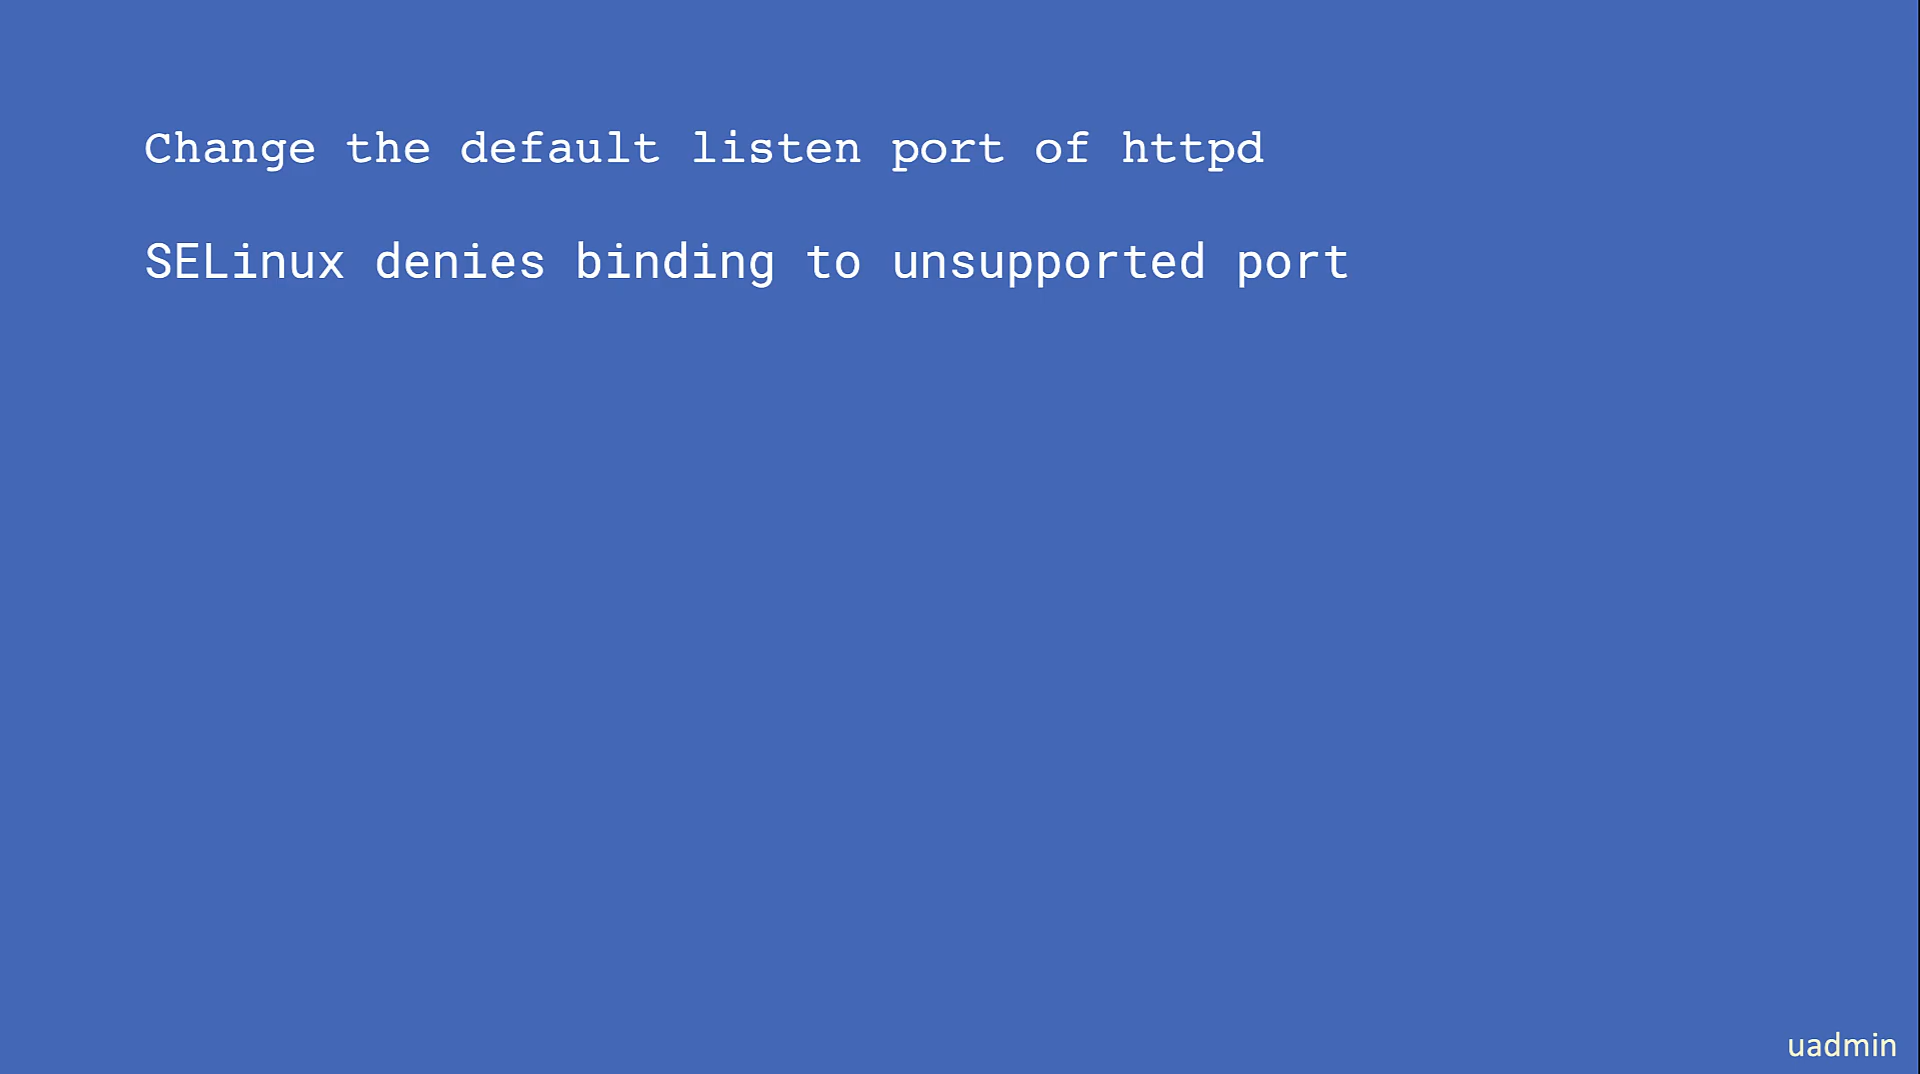 Change the default listen port of httpd
SELinux denies binding to unsupported port
uadmin